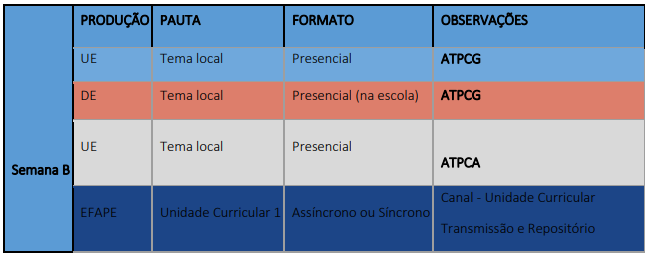 PRODUÇÃO PAUTA FORMATO OBSERVAÇÕES
UE Tema local Presencial ATPCG
DE Tema local Presencial (na escola) ATPCG
UE Tema local Presencial
ATPCA
Semana B
EFAPE Unidade Curricular 1 Assíncrono ou Síncrono Canal - Unidade Curricular
Transmissão e Repositório